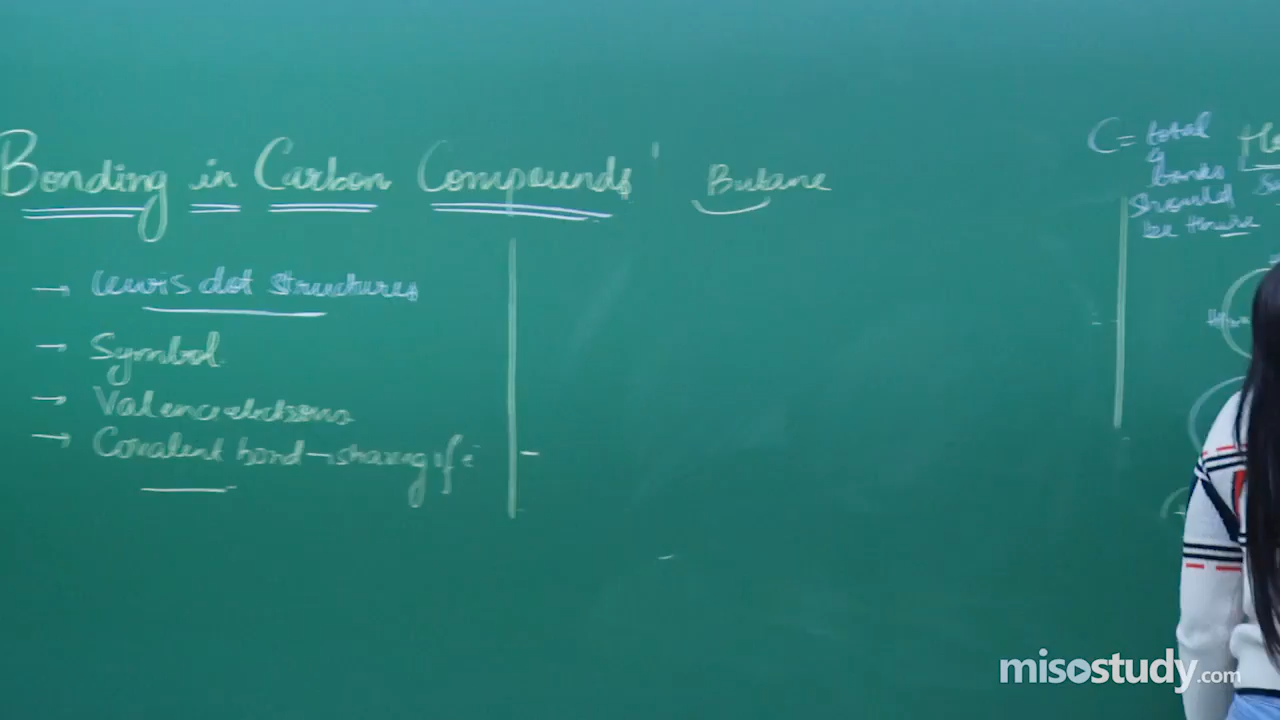 Bonding in Carbon Compounds
→ Lewis dot structures
→ Symbol
→ Valence electrons
→ Covalent bond → sharing of e⁻
Butane
C = total
bonds
should
be
misostudy.com